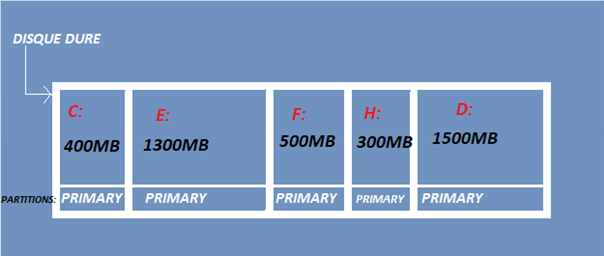 DISQUE DURE
C: E: F: H: D:
400MB 1300MB 500MB 300MB 1500MB
PARTITIONS: PRIMARY PRIMARY PRIMARY PRIMARY PRIMARY